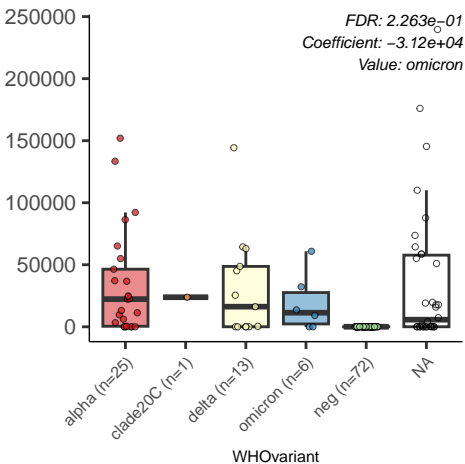 FDR: 2.263e−01
Coefficient: −3.12e+04
Value: omicron
250000
200000
150000
100000
50000
0
alpha (n=25)
clade20C (n=1)
delta (n=13)
omicron (n=6)
neg (n=72)
NA
WHOvariant